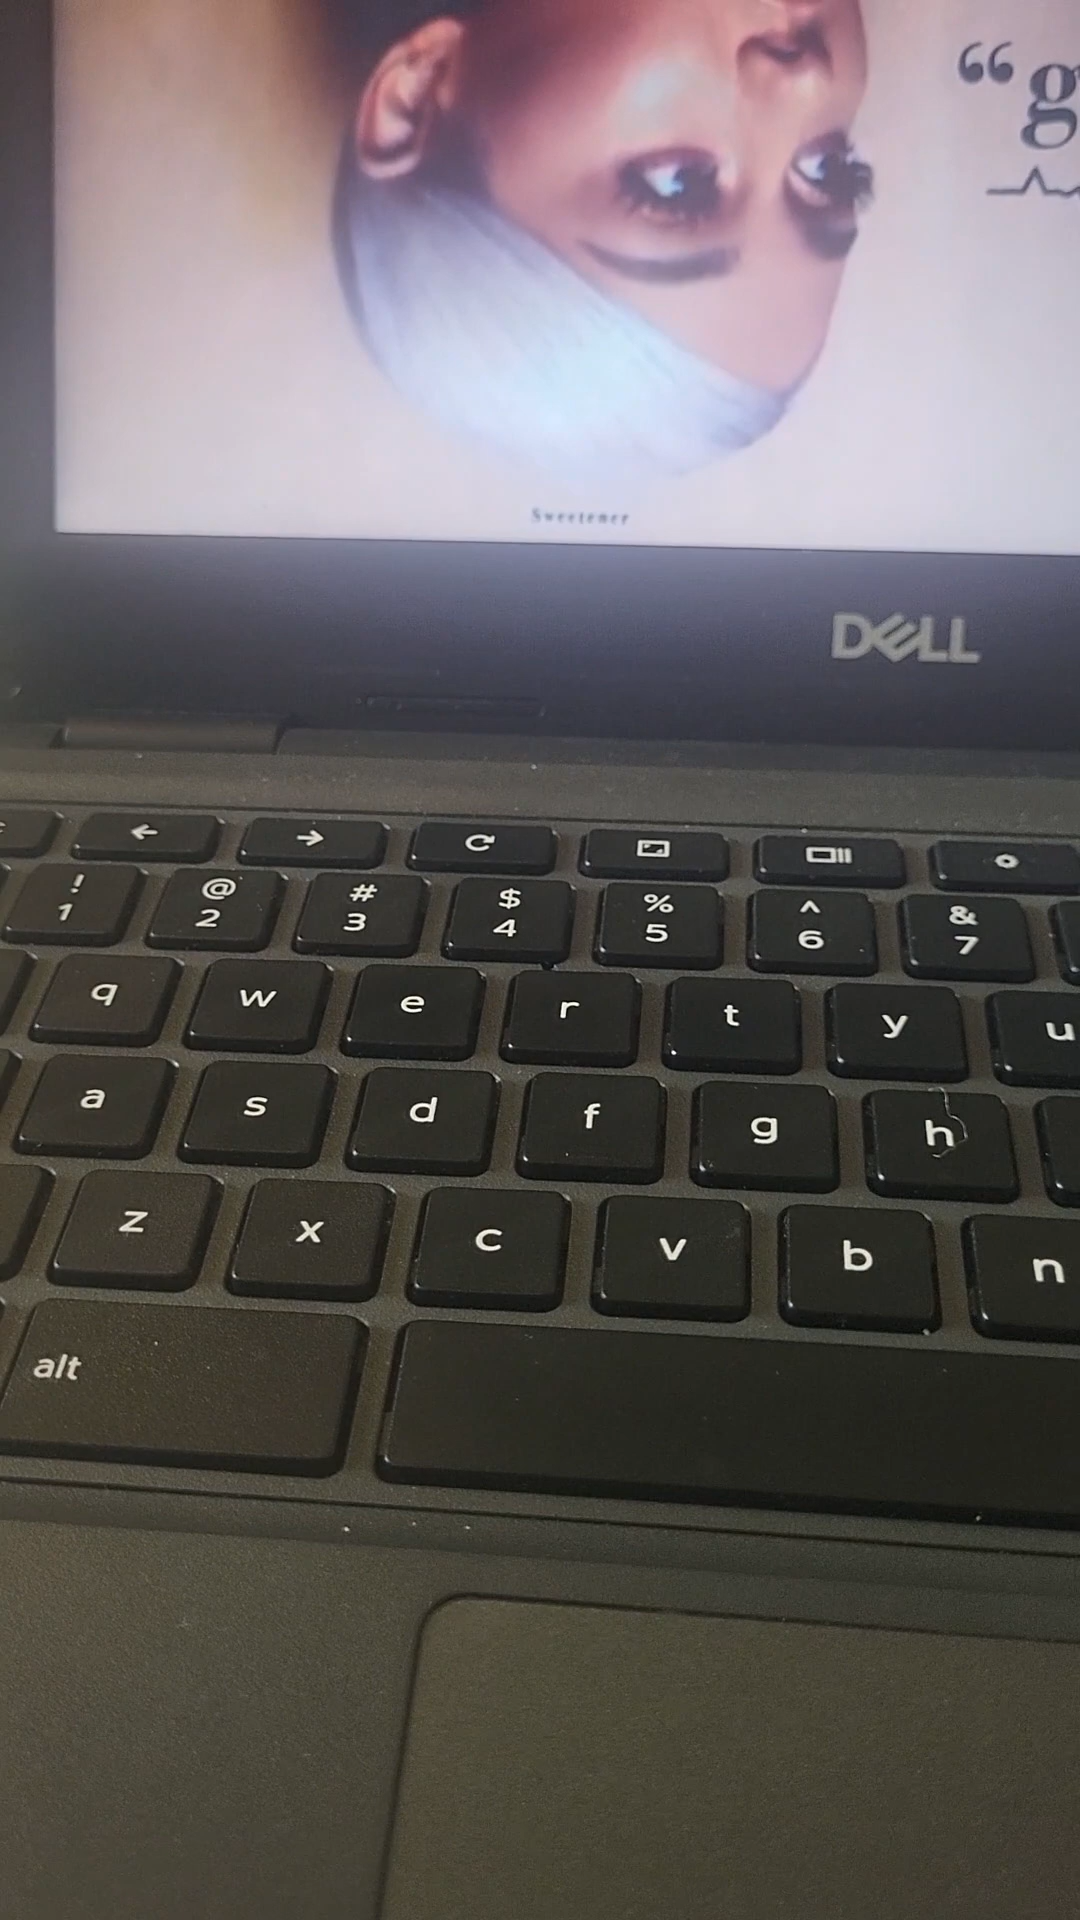 “g
Sweetener
DELL
! @ # $ % ^ &
1 2 3 4 5 6 7
q w e r t y u
a s d f g h
z x c v b n
alt